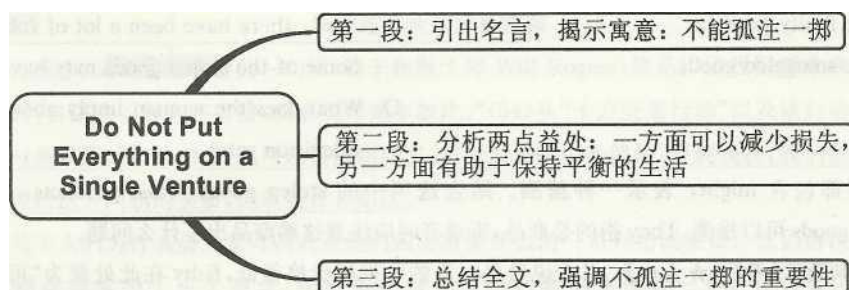 第一段：引出名言，揭示寓意：不能孤注一掷
Do Not Put
Everything on a
Single Venture
第二段：分析两点益处：一方面可以减少损失，
另一方面有助于保持平衡的生活
第三段：总结全文，强调不孤注一掷的重要性